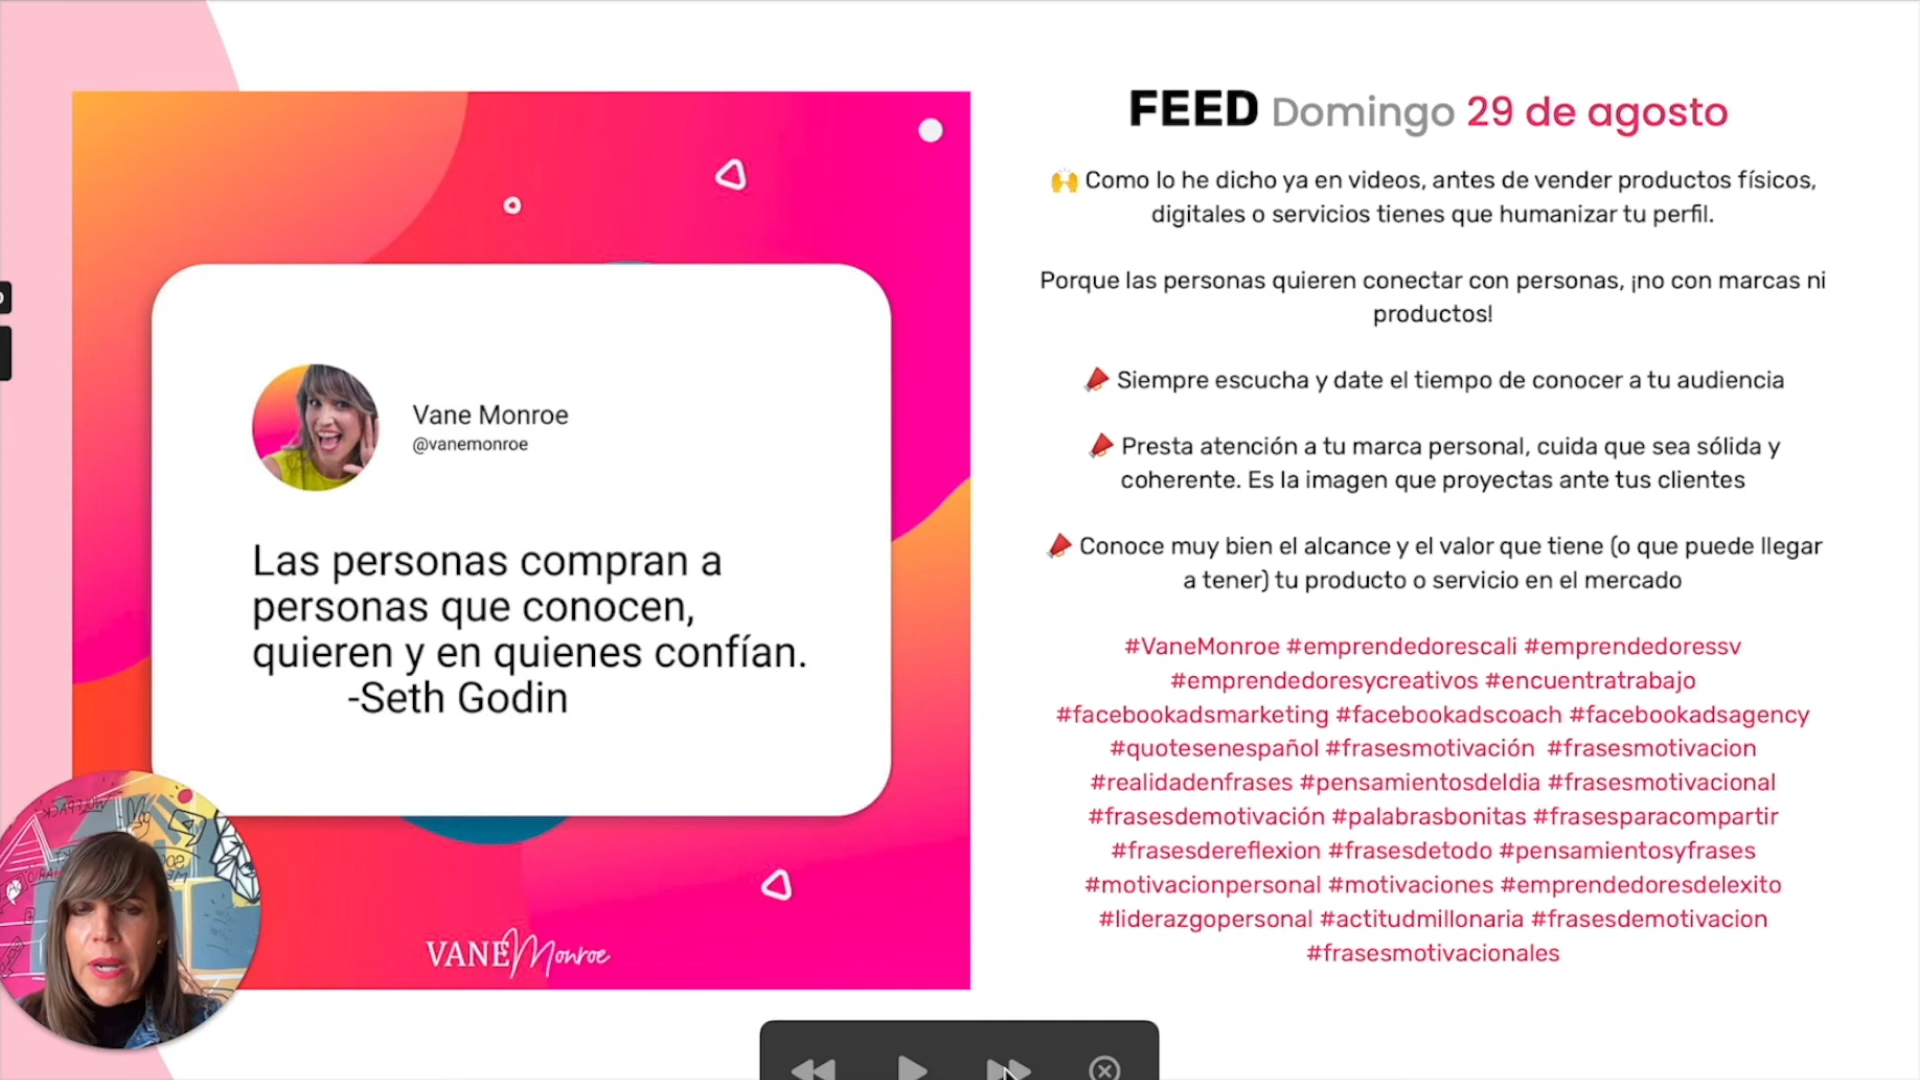 FEED Domingo 29 de agosto
🙌 Como lo he dicho ya en videos, antes de vender productos físicos,
digitales o servicios tienes que humanizar tu perfil.
Porque las personas quieren conectar con personas, ¡no con marcas ni
productos!
📣 Siempre escucha y date el tiempo de conocer a tu audiencia
📣 Presta atención a tu marca personal, cuida que sea sólida y
coherente. Es la imagen que proyectas ante tus clientes
📣 Conoce muy bien el alcance y el valor que tiene (o que puede llegar
a tener) tu producto o servicio en el mercado
#VaneMonroe #emprendedorescali #emprendedoressv
#emprendedoresycreativos #encuentratrabajo
#facebookadsmarketing #facebookadscoach #facebookadsagency
#quotesenespañol #frasesmotivación #frasesmotivacion
#realidadenfrases #pensamientosdeldia #frasesmotivacional
#frasesdemotivación #palabrasbonitas #frasesparacompartir
#frasesdereflexion #frasesdetodo #pensamientosyfrases
#motivacionpersonal #motivaciones #emprendedoresdelexito
#liderazgopersonal #actitudmillonaria #frasesdemotivacion
#frasesmotivacionales
Vane Monroe
@vanemonroe
Las personas compran a
personas que conocen,
quieren y en quienes confían.
-Seth Godin
VANE Monroe